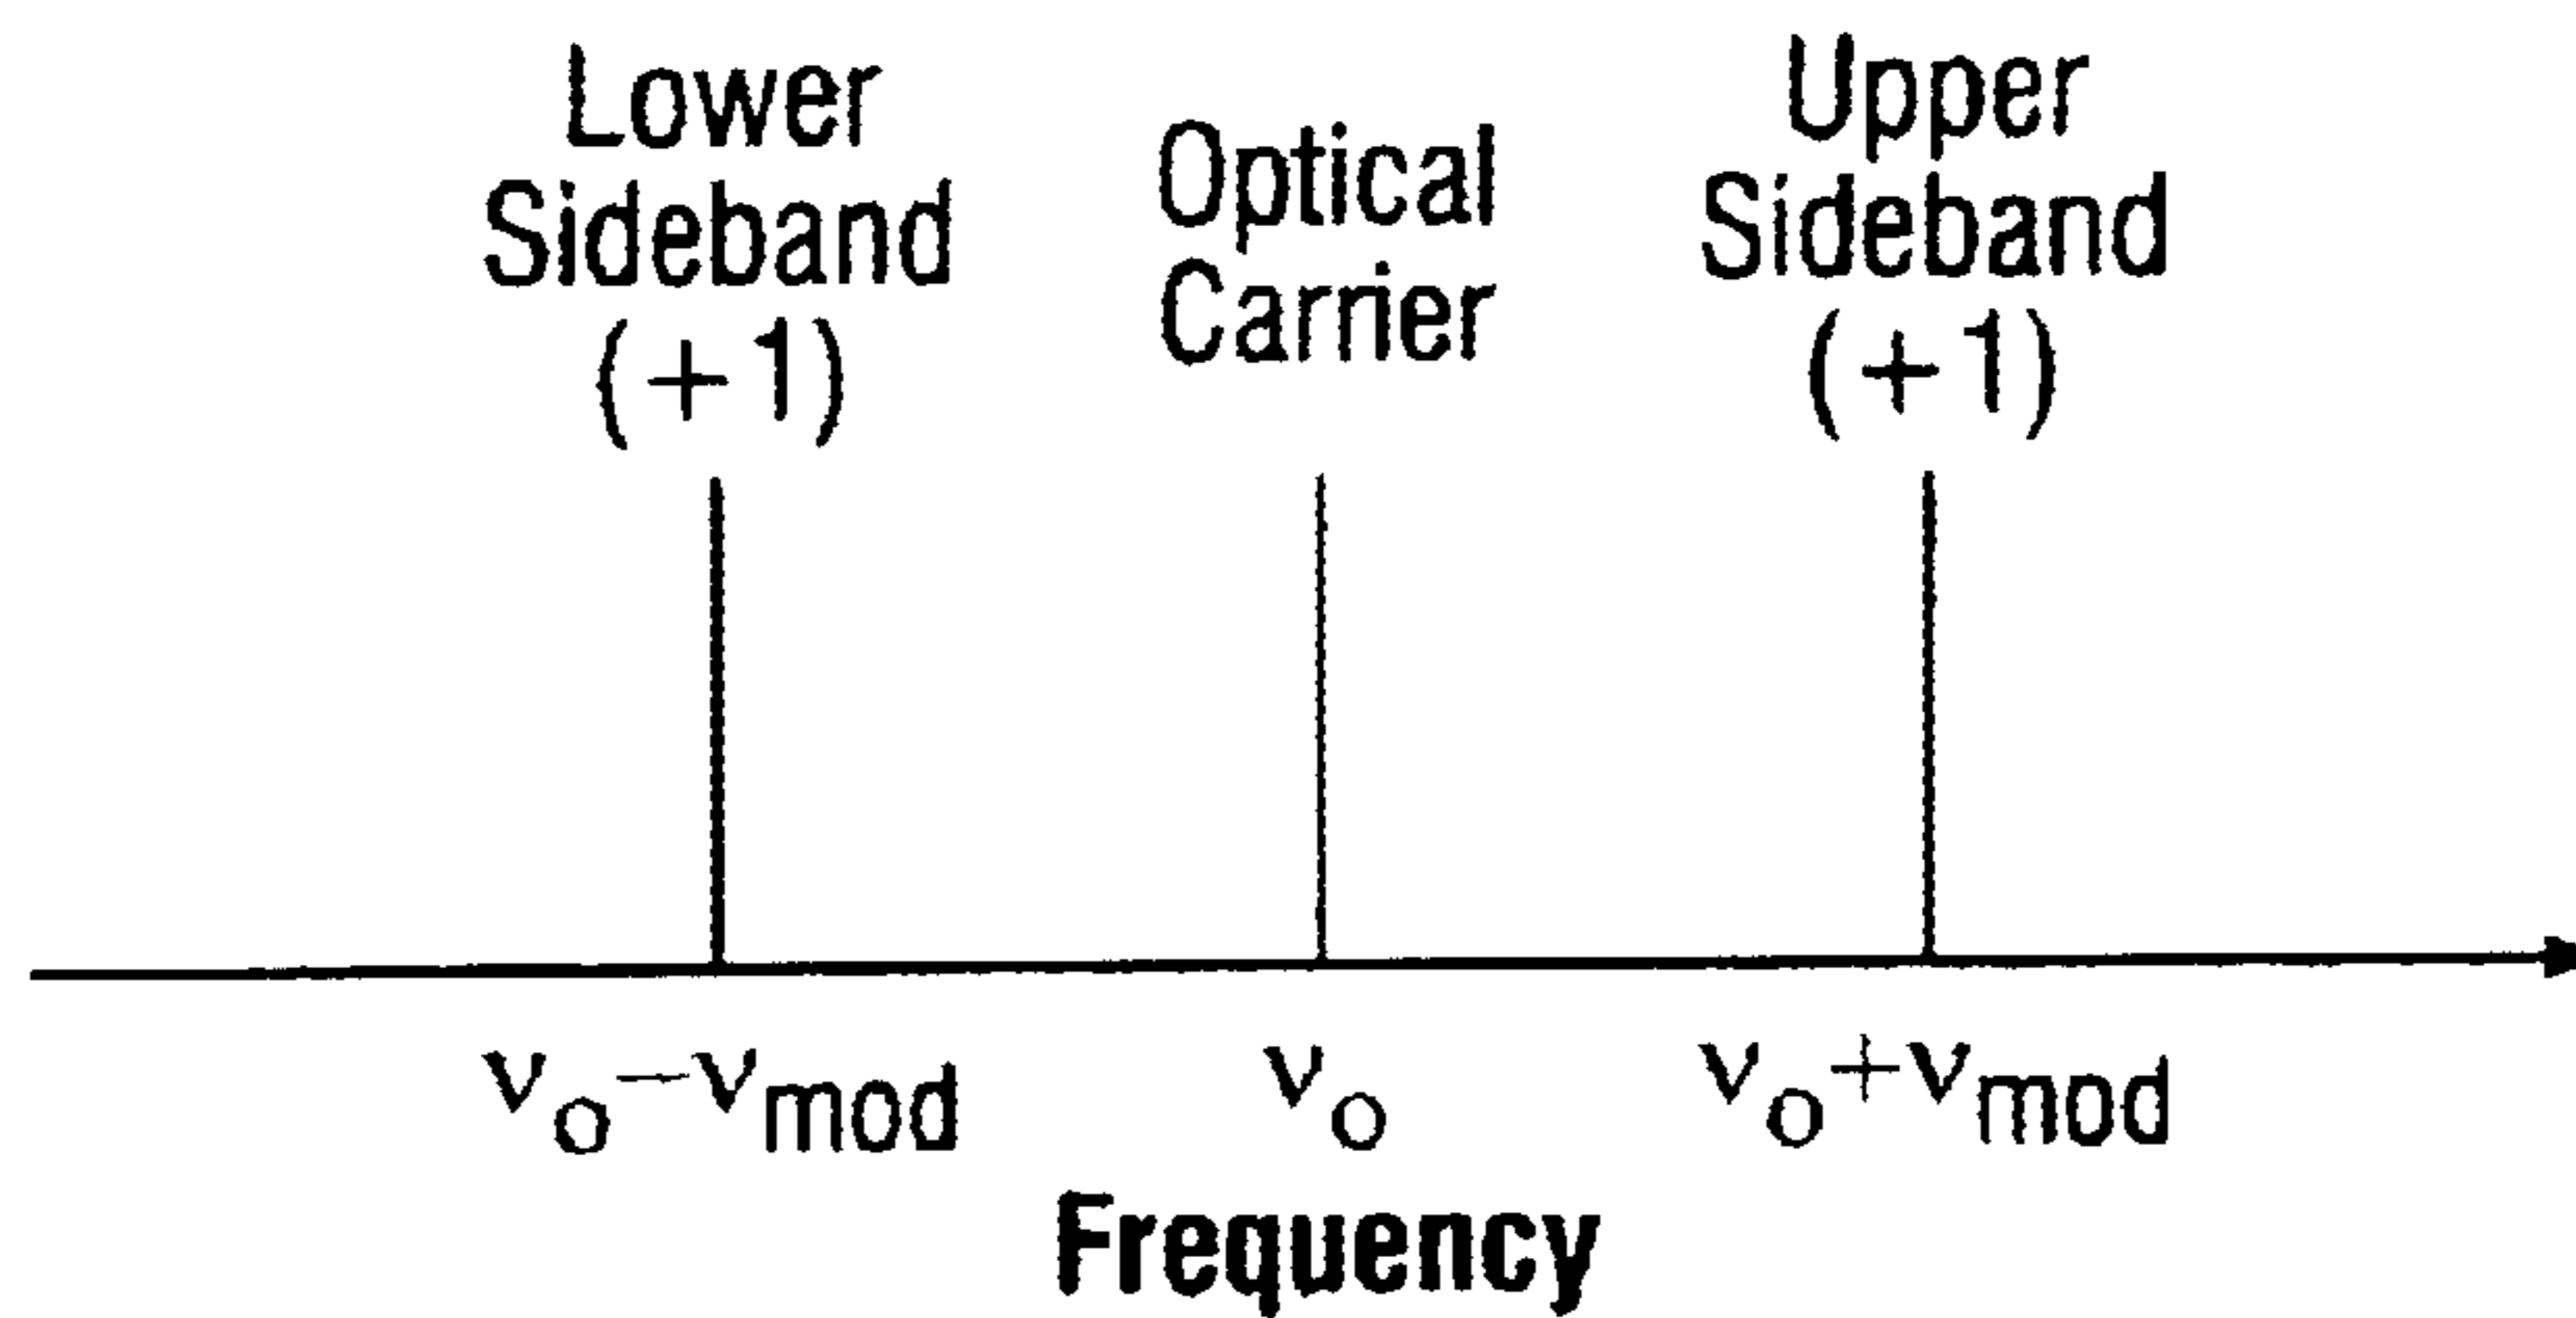 Lower
Sideband
(+1)
Optical
Carrier
Upper
Sideband
(+1)
νo−νmod
νo
νo+νmod
Frequency